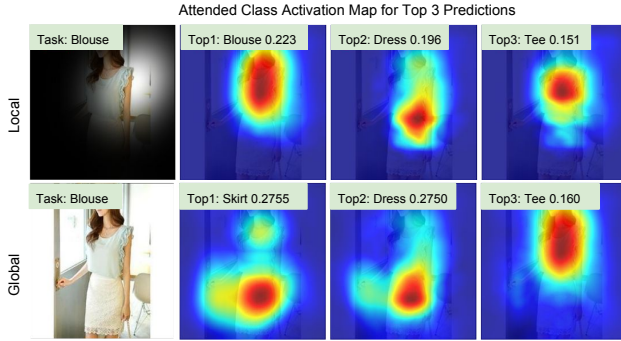 Attended Class Activation Map for Top 3 Predictions
Local
Task: Blouse
Top1: Blouse 0.223
Top2: Dress 0.196
Top3: Tee 0.151
Global
Task: Blouse
Top1: Skirt 0.2755
Top2: Dress 0.2750
Top3: Tee 0.160